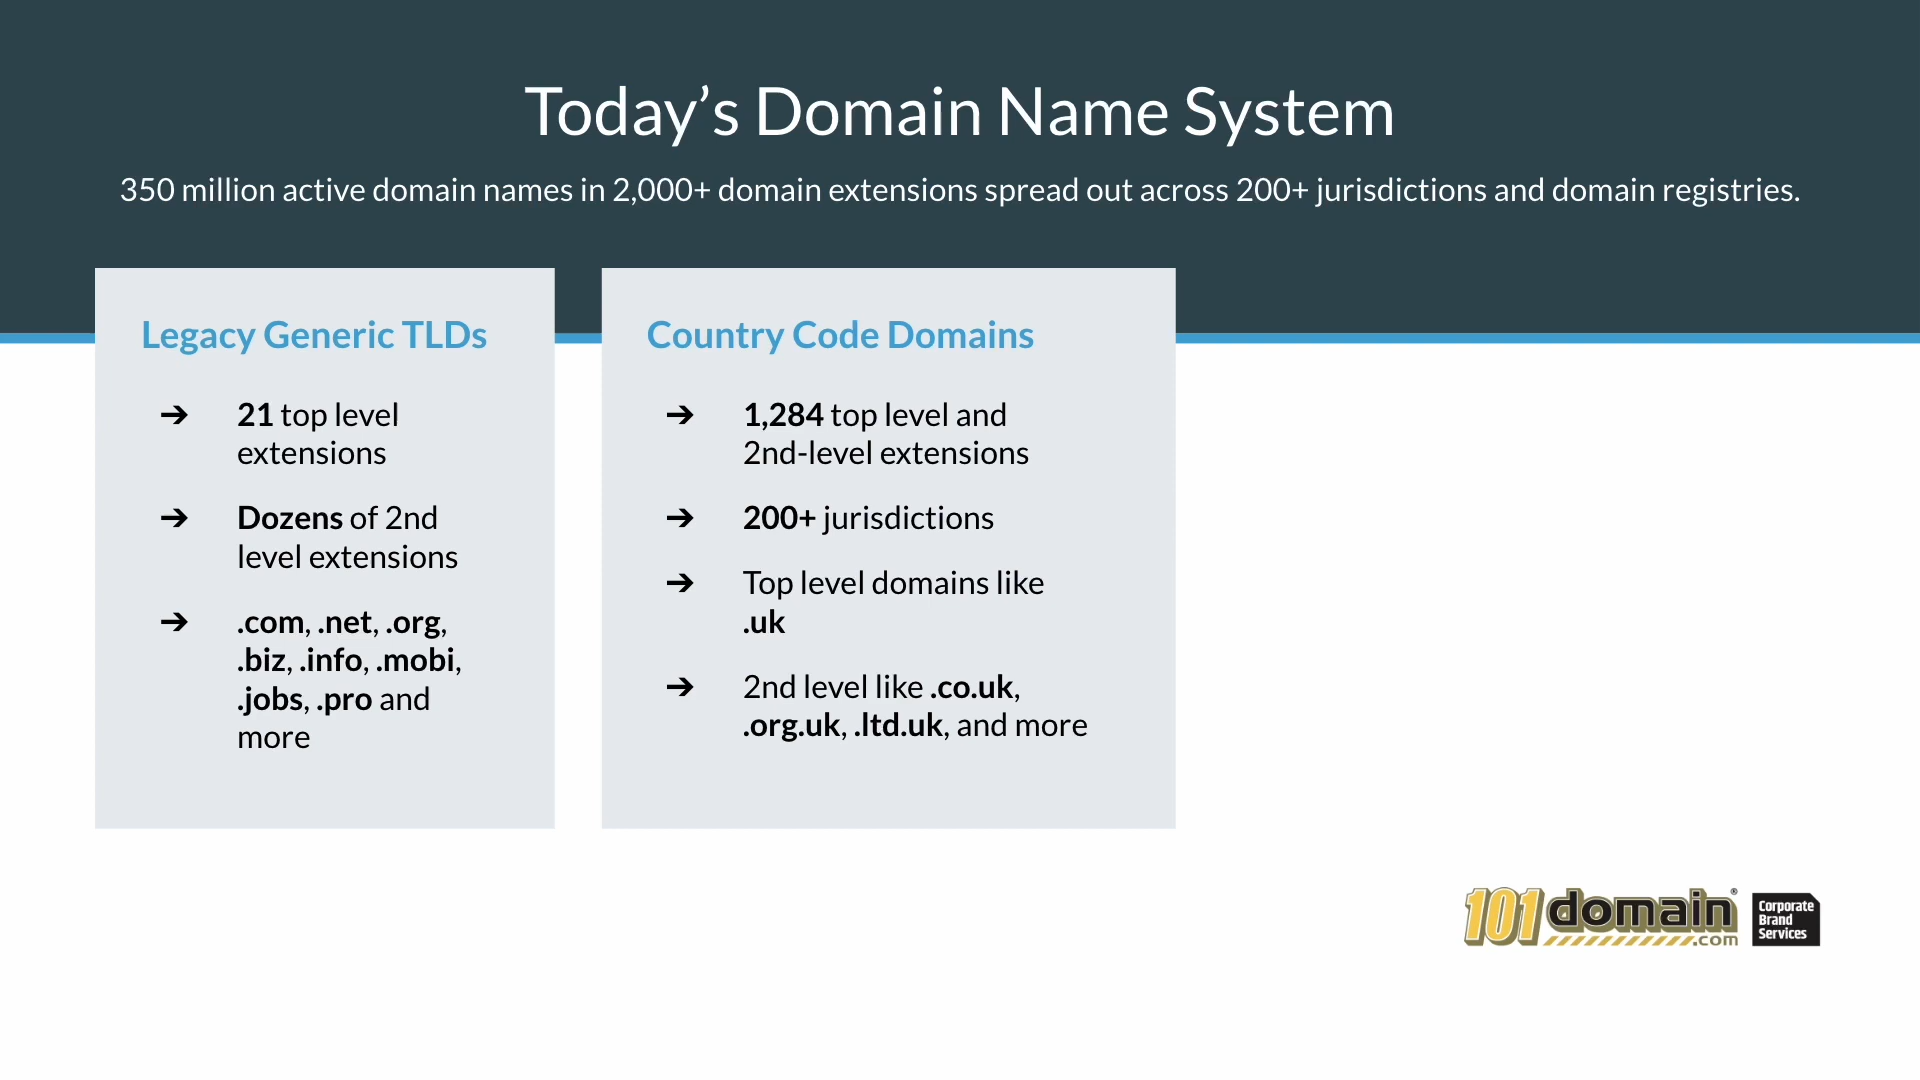 Today’s Domain Name System
350 million active domain names in 2,000+ domain extensions spread out across 200+ jurisdictions and domain registries.
Legacy Generic TLDs
➔ 21 top level
extensions
➔ Dozens of 2nd
level extensions
➔ .com, .net, .org,
.biz, .info, .mobi,
.jobs, .pro and
more
Country Code Domains
➔ 1,284 top level and
2nd-level extensions
➔ 200+ jurisdictions
➔ Top level domains like
.uk
➔ 2nd level like .co.uk,
.org.uk, .ltd.uk, and more
101domain®
.com
Corporate
Brand
Services